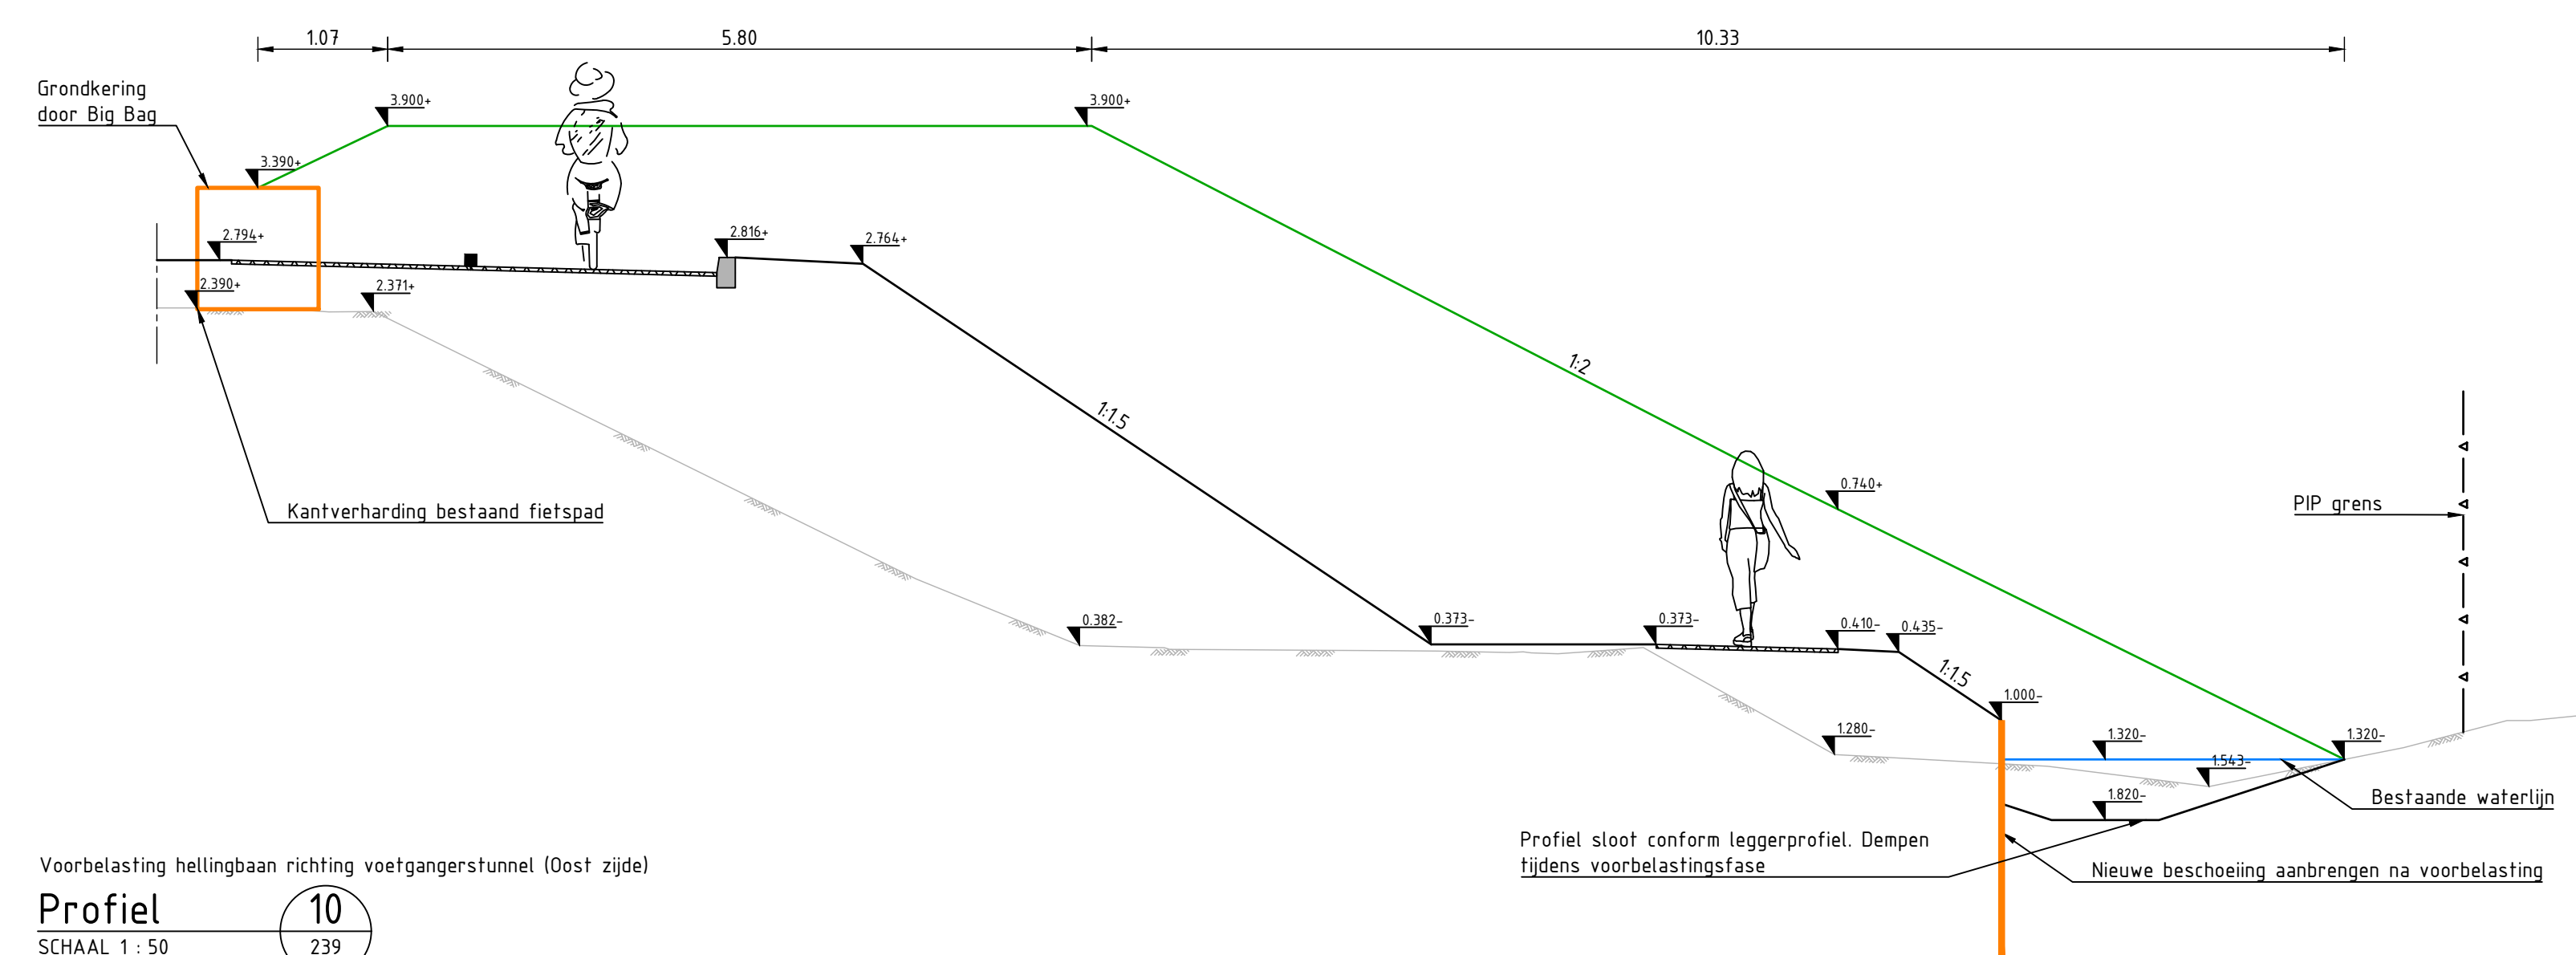 1.07
5.80
10.33
Grondkering
door Big Bag
3.900+
3.900+
3.390+
2.794+
2.816+
2.764+
2.390+
2.371+
1:2
1:1.5
0.740+
Kantverharding bestaand fietspad
PIP grens
0.382-
0.373-
0.373-
0.410-
0.435-
1:1.5
1.000-
1.280-
1.320-
1.320-
1.543-
1.820-
Bestaande waterlijn
Profiel sloot conform leggerprofiel. Dempen
tijdens voorbelastingsfase
Nieuwe beschoeiing aanbrengen na voorbelasting
Voorbelasting hellingbaan richting voetgangerstunnel (Oost zijde)
Profiel 10
SCHAAL 1 : 50 239